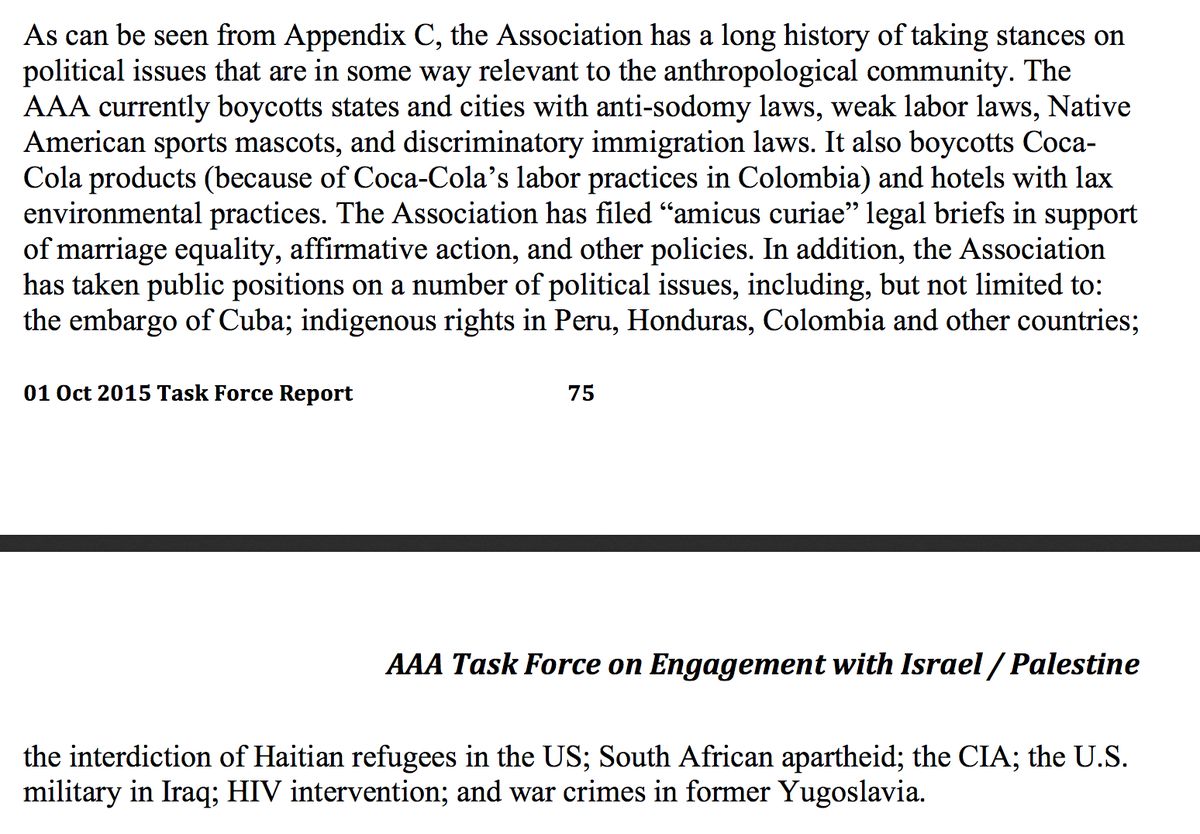 As can be seen from Appendix C, the Association has a long history of taking stances on
political issues that are in some way relevant to the anthropological community. The
AAA currently boycotts states and cities with anti-sodomy laws, weak labor laws, Native
American sports mascots, and discriminatory immigration laws. It also boycotts Coca-
Cola products (because of Coca-Cola’s labor practices in Colombia) and hotels with lax
environmental practices. The Association has filed “amicus curiae” legal briefs in support
of marriage equality, affirmative action, and other policies. In addition, the Association
has taken public positions on a number of political issues, including, but not limited to:
the embargo of Cuba; indigenous rights in Peru, Honduras, Colombia and other countries;
01 Oct 2015 Task Force Report 75
AAA Task Force on Engagement with Israel / Palestine
the interdiction of Haitian refugees in the US; South African apartheid; the CIA; the U.S.
military in Iraq; HIV intervention; and war crimes in former Yugoslavia.